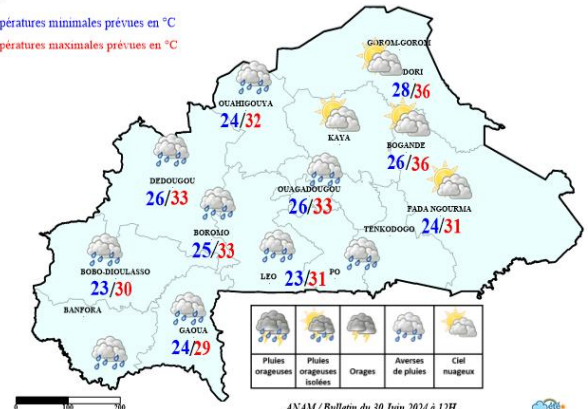 pératures minimales prévues en °C
pératures maximales prévues en °C
GOROM-GOROM
DORI
28/36
OUAHIGOUYA
24/32
KAYA
BOGANDE
26/36
DEDOUGOU
26/33
OUAGADOUGOU
26/33
FADA NGOURMA
24/31
BOROMO
25/33
TENKODOGO
BOBO-DIOULASSO
23/30
LEO
23/31
PO
BANFORA
GAOUA
24/29
Pluies orageuses
Pluies orageuses isolées
Orages
Averses de pluies
Ciel nuageux
0 100 200
ANAM / Bulletin du 30 Juin 2024 à 12H